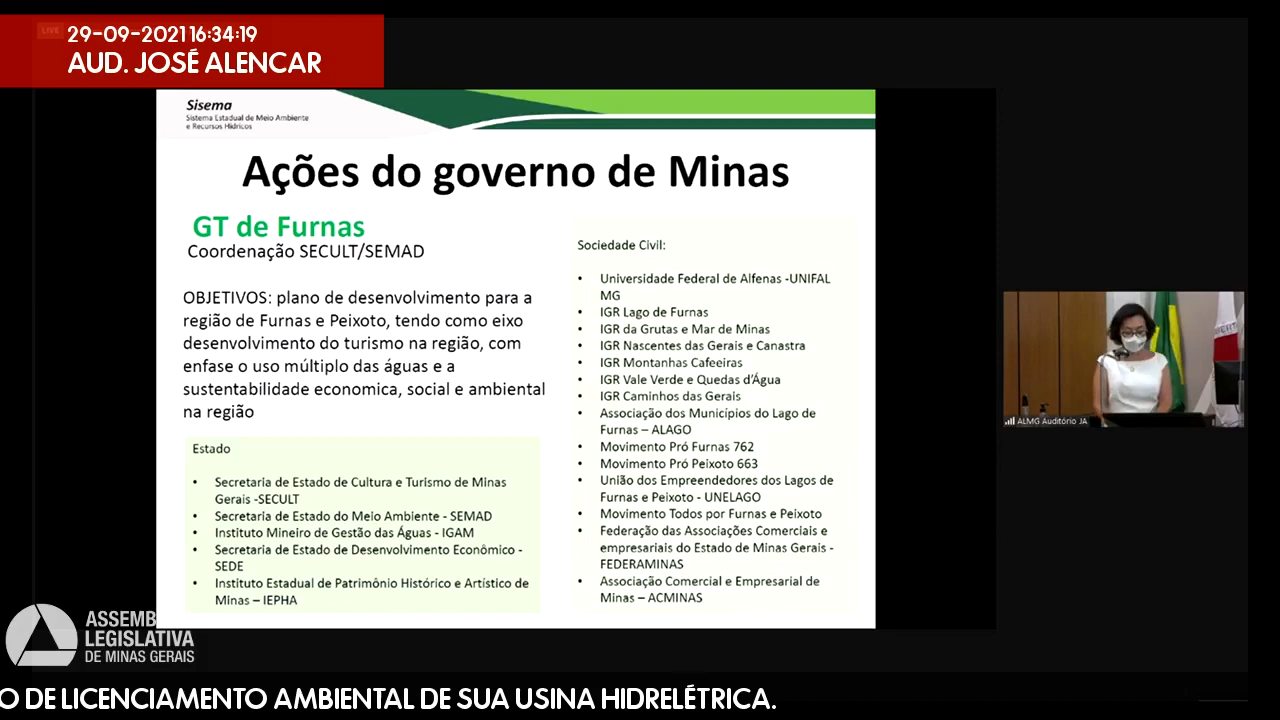 LIVE
29-09-2021 16:34:19
AUD. JOSÉ ALENCAR
Sisema
Sistema Estadual de Meio Ambiente
e Recursos Hídricos
Ações do governo de Minas
GT de Furnas
Coordenação SECULT/SEMAD
OBJETIVOS: plano de desenvolvimento para a
região de Furnas e Peixoto, tendo como eixo
desenvolvimento do turismo na região, com
enfase o uso múltiplo das águas e a
sustentabilidade economica, social e ambiental
na região
Estado
• Secretaria de Estado de Cultura e Turismo de Minas
Gerais -SECULT
• Secretaria de Estado do Meio Ambiente - SEMAD
• Instituto Mineiro de Gestão das Águas - IGAM
• Secretaria de Estado de Desenvolvimento Econômico -
SEDE
• Instituto Estadual de Patrimônio Histórico e Artístico de
Minas – IEPHA
Sociedade Civil:
• Universidade Federal de Alfenas -UNIFAL
MG
• IGR Lago de Furnas
• IGR da Grutas e Mar de Minas
• IGR Nascentes das Gerais e Canastra
• IGR Montanhas Cafeeiras
• IGR Vale Verde e Quedas d'Água
• IGR Caminhos das Gerais
• Associação dos Municípios do Lago de
Furnas – ALAGO
• Movimento Pró Furnas 762
• Movimento Pró Peixoto 663
• União dos Empreendedores dos Lagos de
Furnas e Peixoto - UNELAGO
• Movimento Todos por Furnas e Peixoto
• Federação das Associações Comerciais e
empresariais do Estado de Minas Gerais -
FEDERAMINAS
• Associação Comercial e Empresarial de
Minas – ACMINAS
ALMG Auditório JA
ASSEMB
LEGISLATIVA
DE MINAS GERAIS
O DE LICENCIAMENTO AMBIENTAL DE SUA USINA HIDRELÉTRICA.